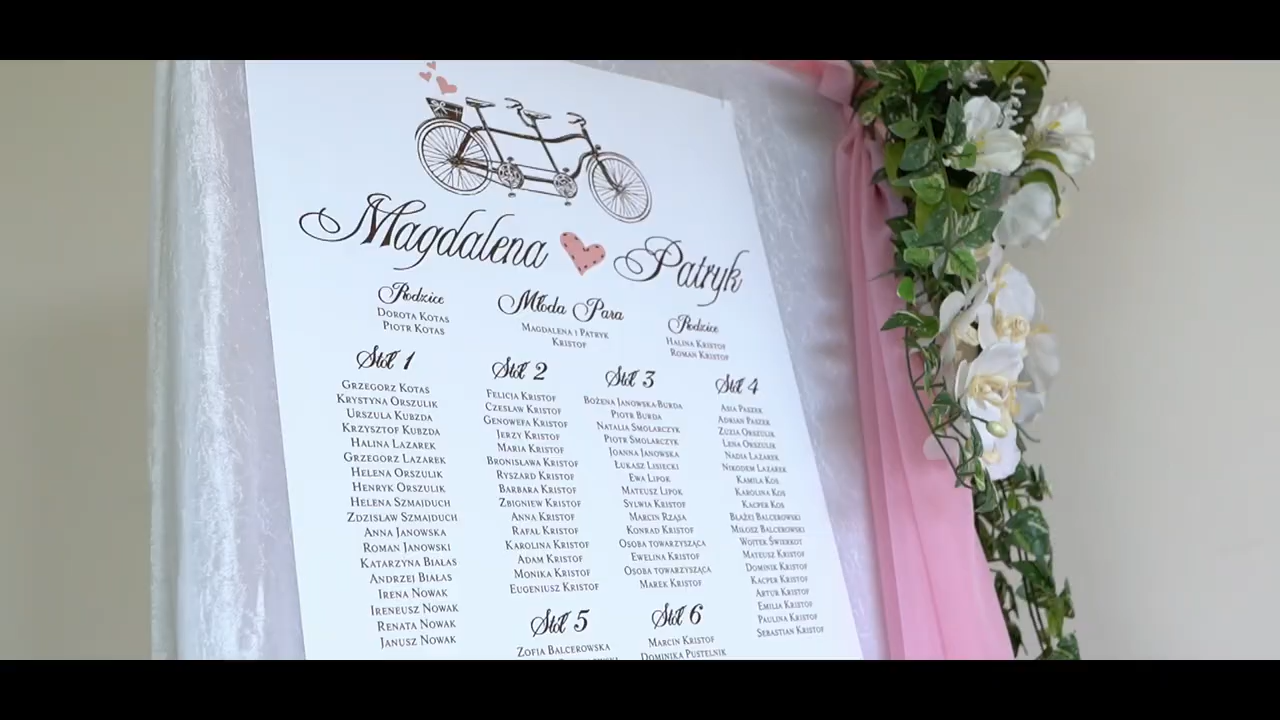 Magdalena Patryk
Rodzice
DOROTA KOTAS
PIOTR KOTAS
Młoda Para
MAGDALENA I PATRYK
KRISTOF
Rodzice
HALINA KRISTOF
ROMAN KRISTOF
Stół 1
GRZEGORZ KOTAS
KRYSTYNA ORSZULIK
URSZULA KUBZDA
KRZYSZTOF KUBZDA
HALINA LAZAREK
GRZEGORZ LAZAREK
HELENA ORSZULIK
HENRYK ORSZULIK
HELENA SZMAJDUCH
ZDZISŁAW SZMAJDUCH
ANNA JANOWSKA
ROMAN JANOWSKI
KATARZYNA BIAŁAS
ANDRZEJ BIAŁAS
IRENA NOWAK
IRENEUSZ NOWAK
RENATA NOWAK
JANUSZ NOWAK
Stół 2
FELICJA KRISTOF
CZESŁAW KRISTOF
GENOWEFA KRISTOF
JERZY KRISTOF
MARIA KRISTOF
BRONISŁAWA KRISTOF
RYSZARD KRISTOF
BARBARA KRISTOF
ZBIGNIEW KRISTOF
ANNA KRISTOF
RAFAŁ KRISTOF
KAROLINA KRISTOF
ADAM KRISTOF
MONIKA KRISTOF
EUGENIUSZ KRISTOF
Stół 3
BOŻENA JANOWSKA-BURDA
PIOTR BURDA
NATALIA SMOLARCZYK
PIOTR SMOLARCZYK
JOANNA JANOWSKA
ŁUKASZ LISIECKI
EWA LIPOK
MATEUSZ LIPOK
SYLWIA KRISTOF
MARCIN RZĄSA
KONRAD KRISTOF
OSOBA TOWARZYSZĄCA
EWELINA KRISTOF
OSOBA TOWARZYSZĄCA
MAREK KRISTOF
Stół 4
ASIA PASZEK
ADRIAN PASZEK
ZUZIA ORSZULIK
LENA ORSZULIK
NADIA LAZAREK
NIKODEM LAZAREK
KAMILA KOS
KAROLINA KOS
KACPER KOS
BŁAŻEJ BALCEROWSKI
MIŁOSZ BALCEROWSKI
WOJTEK ŚWIERKOT
MATEUSZ KRISTOF
DOMINIK KRISTOF
KACPER KRISTOF
ARTUR KRISTOF
EMILIA KRISTOF
PAULINA KRISTOF
SEBASTIAN KRISTOF
Stół 5
ZOFIA BALCEROWSKA
Stół 6
MARCIN KRISTOF
DOMINIKA PUSTELNIK